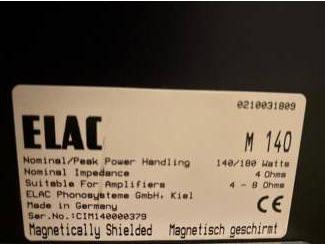 0210031809
ELAC M 140
Nominal/Peak Power Handling 140/180 Watts
Nominal Impedance 4 Ohms
Suitable For Amplifiers 4 - 8 Ohms
ELAC Phonosysteme GmbH, Kiel
Made in Germany CE
Ser.No.:CIM140000379
Magnetically Shielded Magnetisch geschirmt